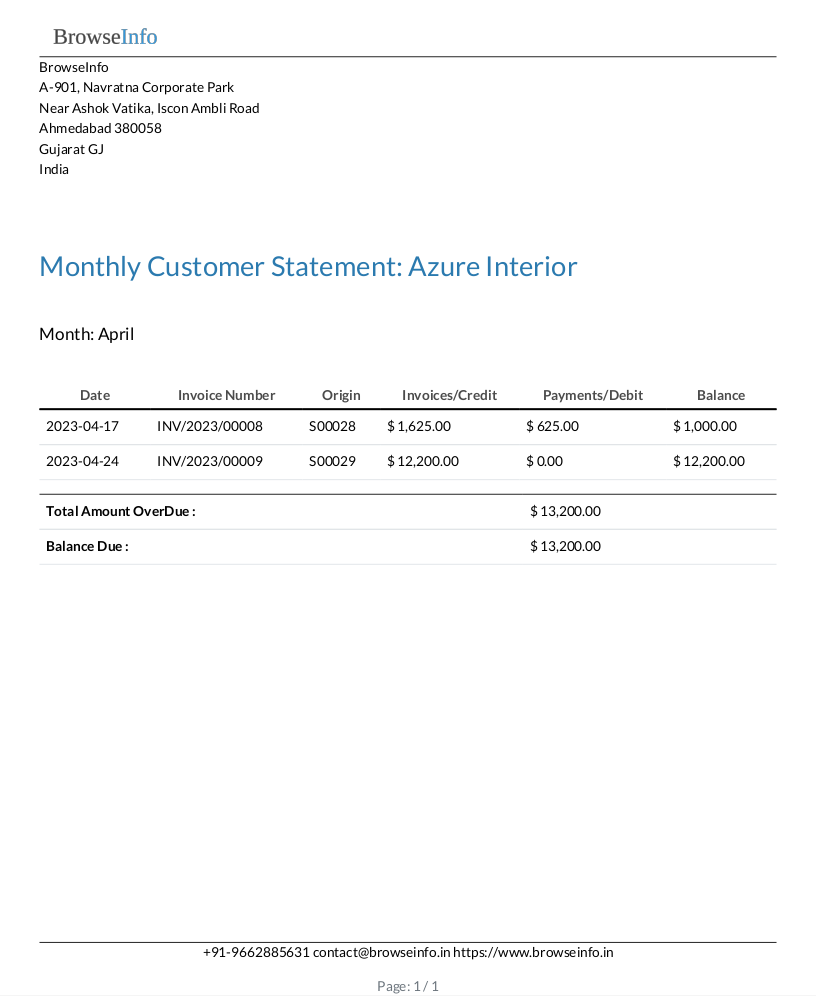 BrowseInfo
BrowseInfo
A-901, Navratna Corporate Park
Near Ashok Vatika, Iscon Ambli Road
Ahmedabad 380058
Gujarat GJ
India
Monthly Customer Statement: Azure Interior
Month: April
Date Invoice Number Origin Invoices/Credit Payments/Debit Balance
2023-04-17 INV/2023/00008 S00028 $ 1,625.00 $ 625.00 $ 1,000.00
2023-04-24 INV/2023/00009 S00029 $ 12,200.00 $ 0.00 $ 12,200.00
Total Amount OverDue : $ 13,200.00
Balance Due : $ 13,200.00
+91-9662885631 contact@browseinfo.in https://www.browseinfo.in
Page: 1 / 1